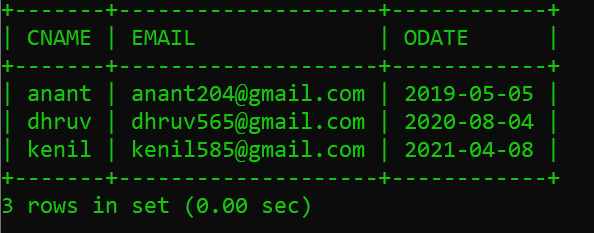 +-------+--------------------+------------+
| CNAME | EMAIL              | ODATE      |
+-------+--------------------+------------+
| anant | anant204@gmail.com | 2019-05-05 |
| dhruv | dhruv565@gmail.com | 2020-08-04 |
| kenil | kenil585@gmail.com | 2021-04-08 |
+-------+--------------------+------------+
3 rows in set (0.00 sec)